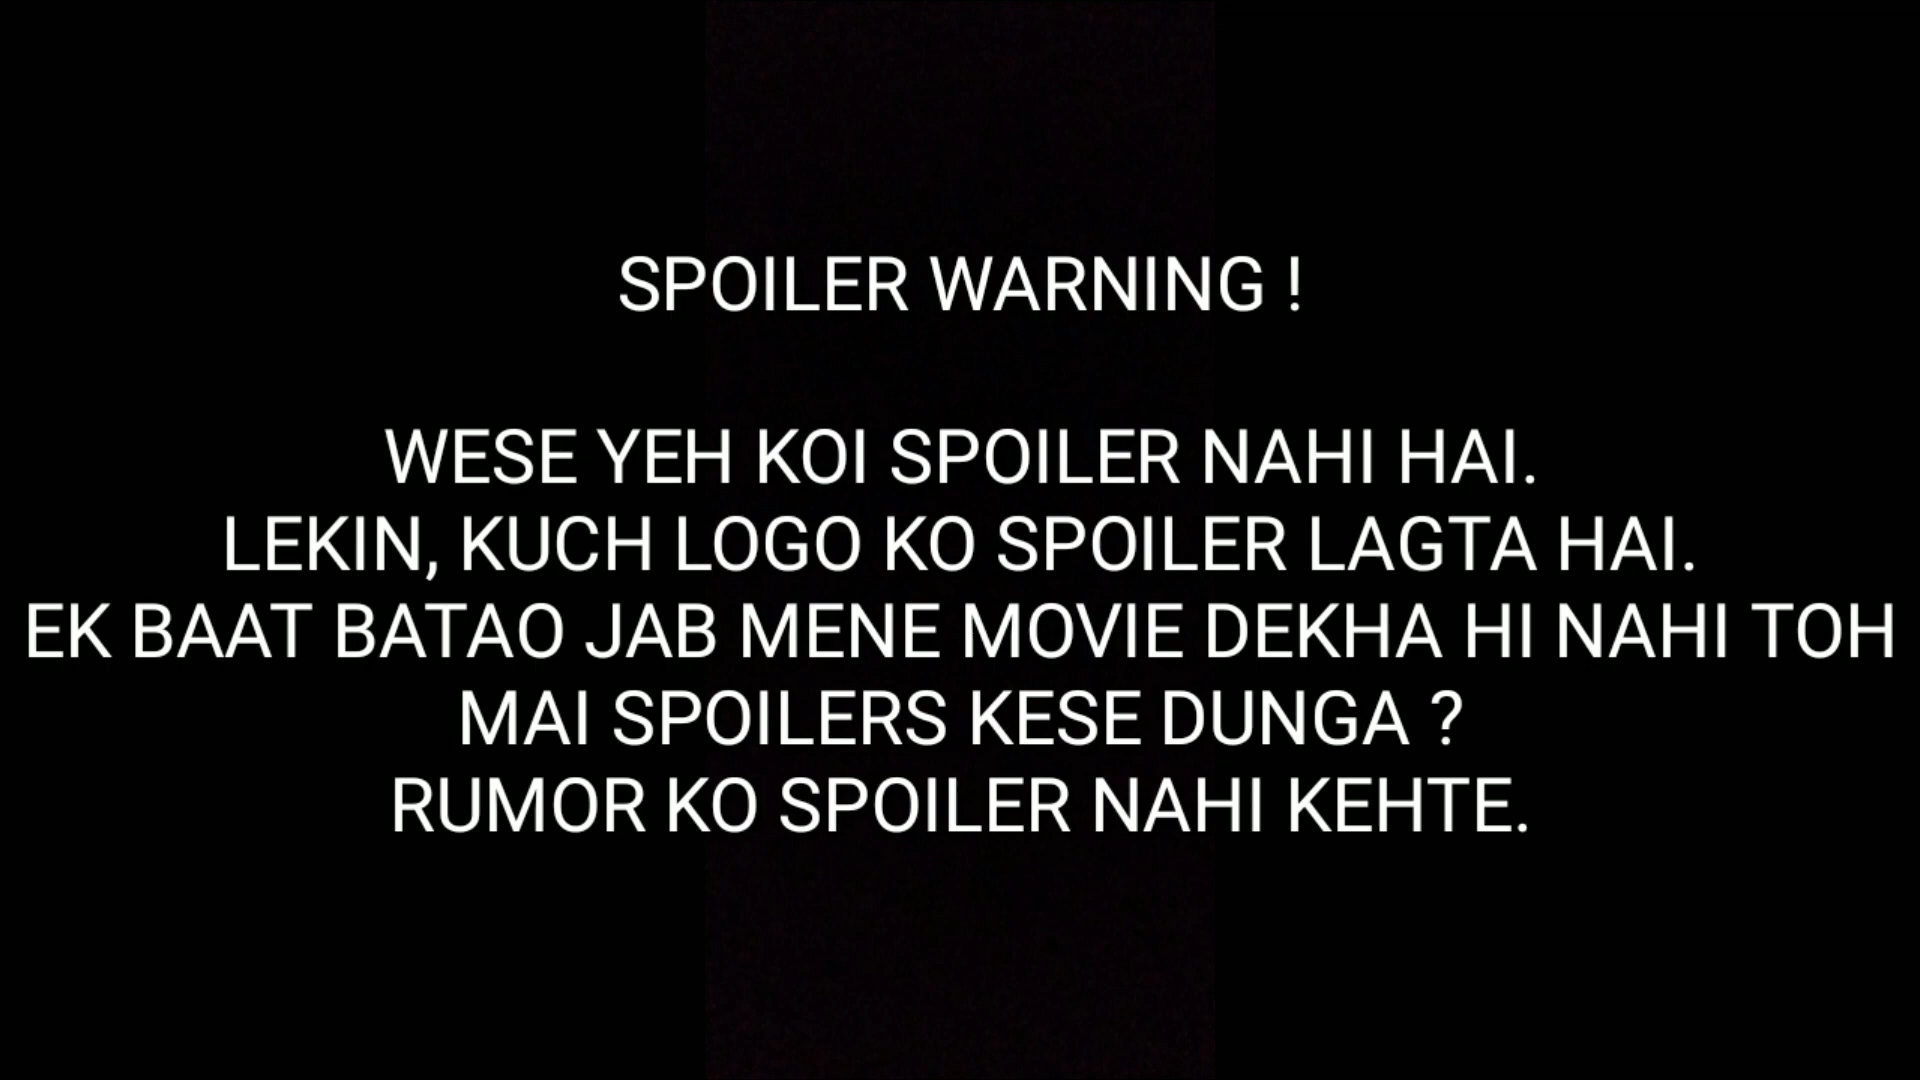 SPOILER WARNING !
WESE YEH KOI SPOILER NAHI HAI.
LEKIN, KUCH LOGO KO SPOILER LAGTA HAI.
EK BAAT BATAO JAB MENE MOVIE DEKHA HI NAHI TOH
MAI SPOILERS KESE DUNGA ?
RUMOR KO SPOILER NAHI KEHTE.